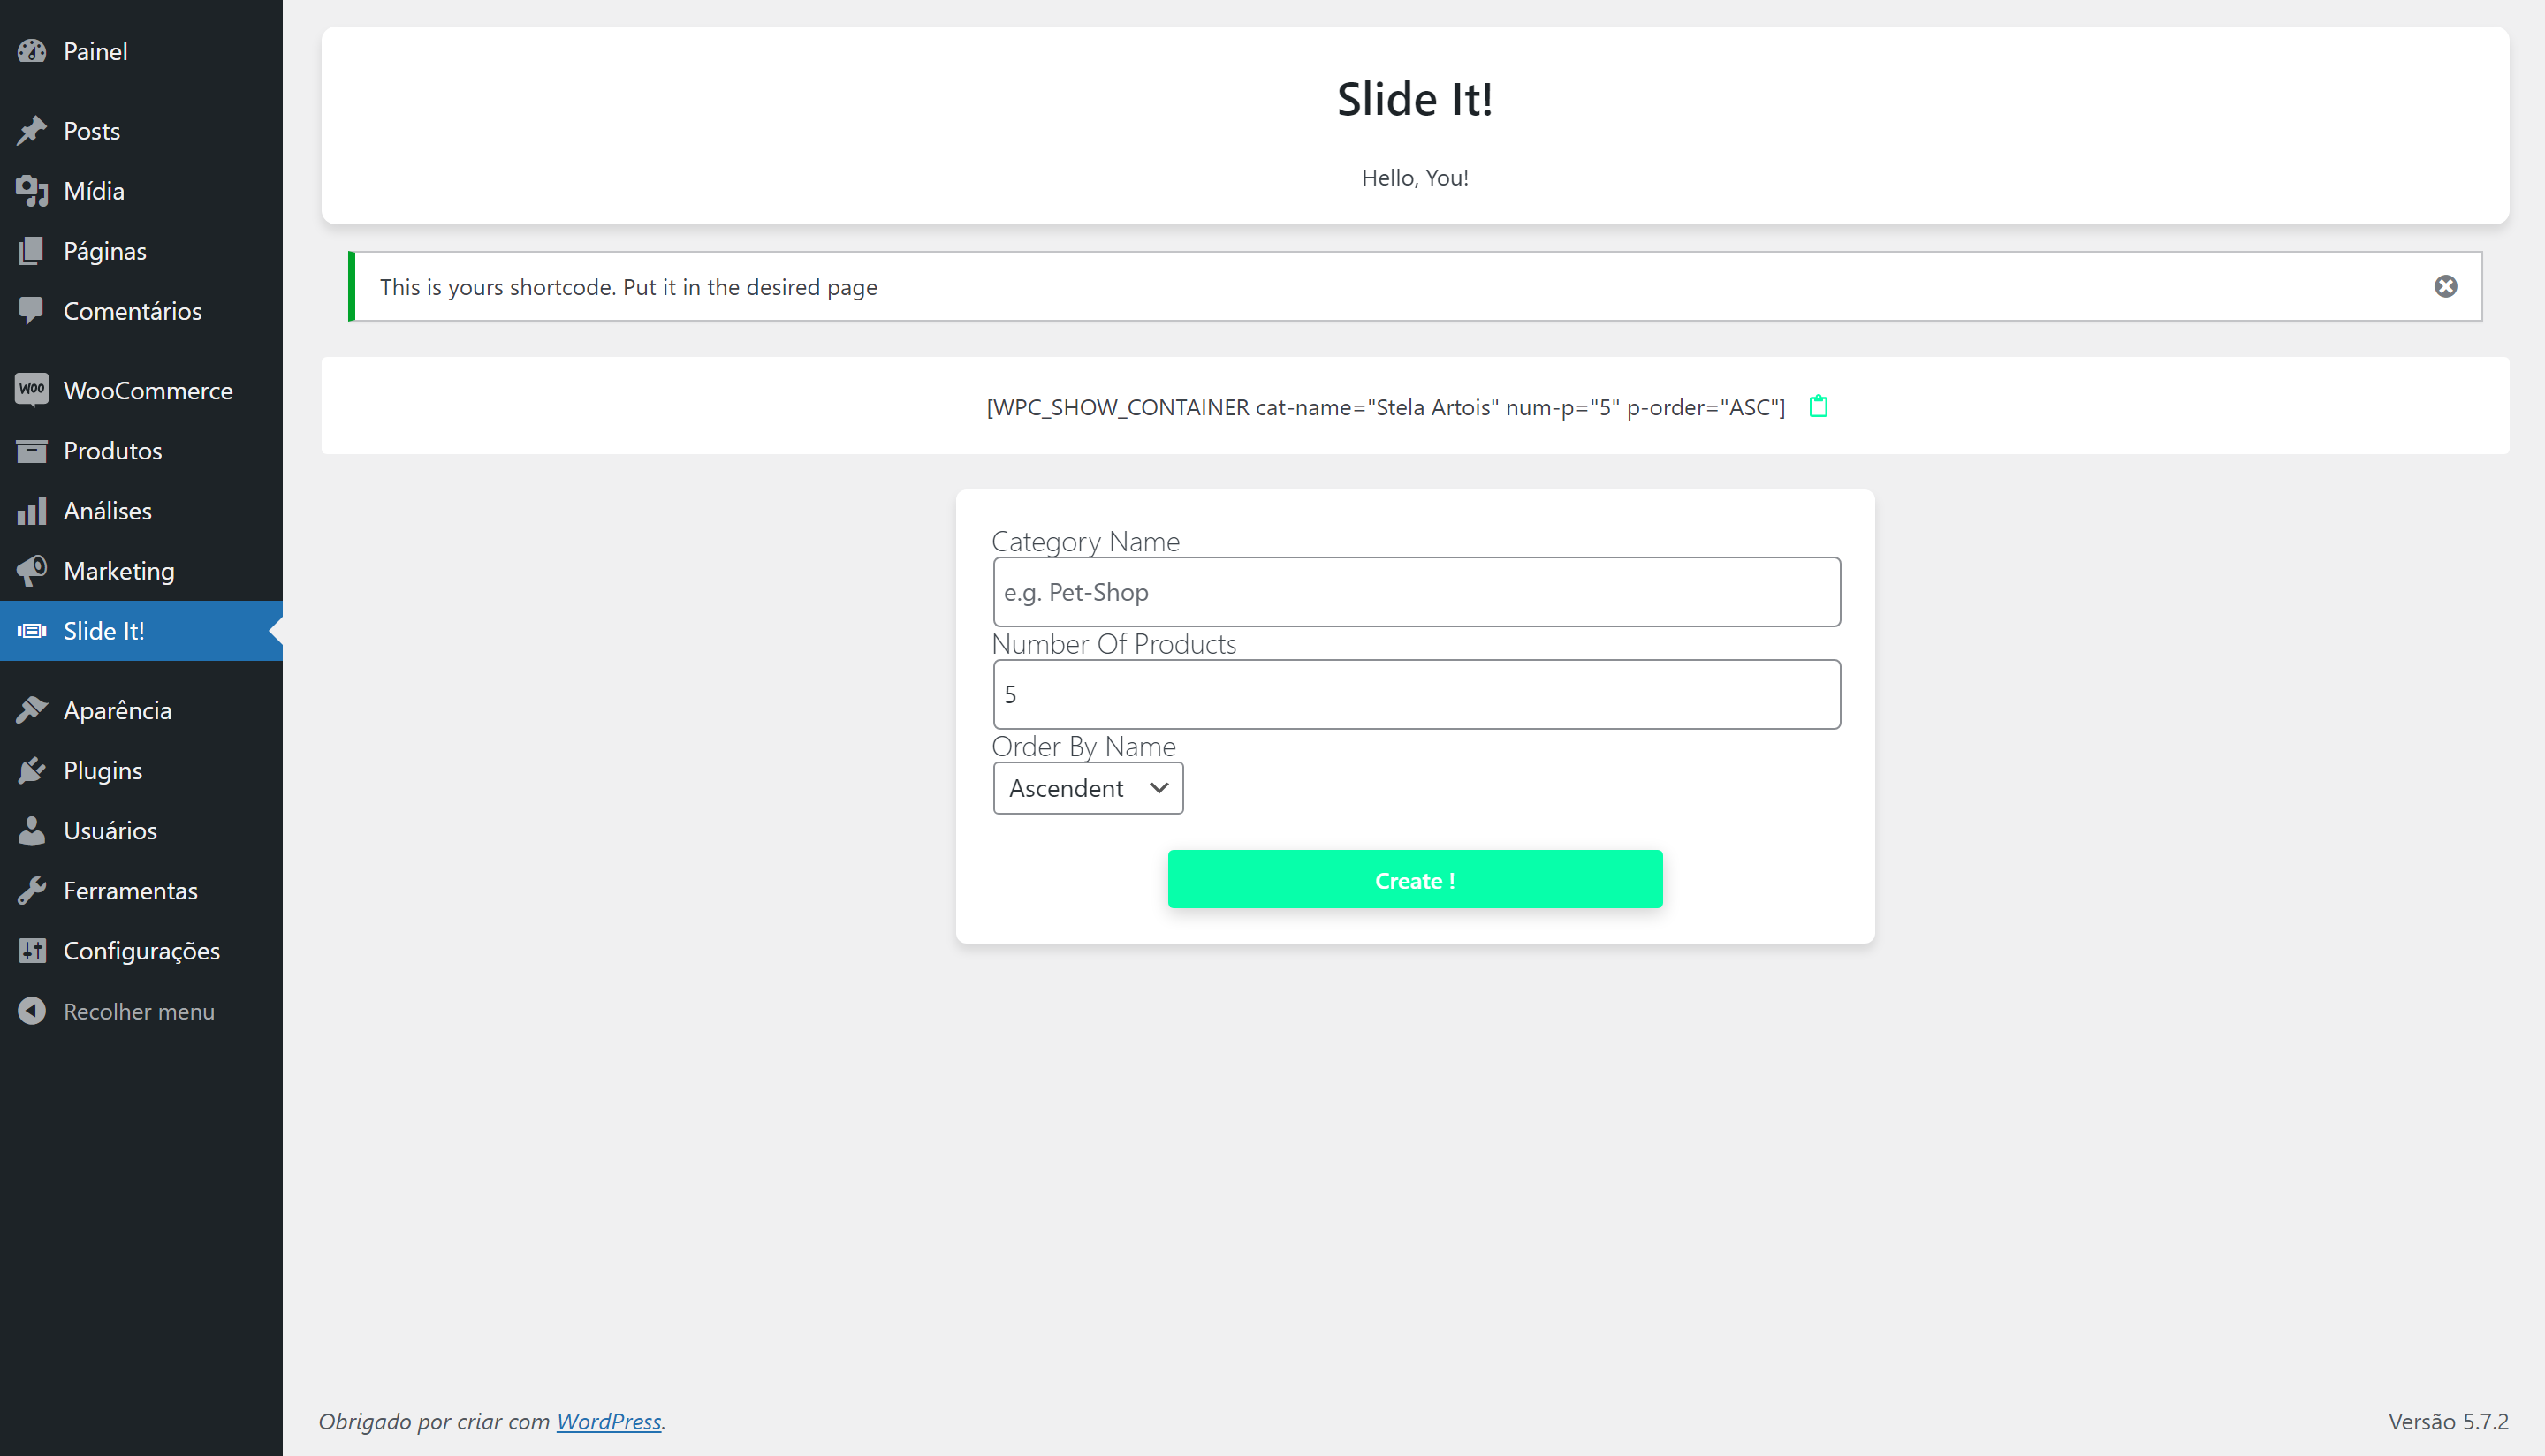 Painel
Posts
Mídia
Páginas
Comentários
WOO WooCommerce
Produtos
Análises
Marketing
Slide It!
Aparência
Plugins
Usuários
Ferramentas
Configurações
Recolher menu
Slide It!
Hello, You!
This is yours shortcode. Put it in the desired page
[WPC_SHOW_CONTAINER cat-name="Stela Artois" num-p="5" p-order="ASC"]
Category Name
e.g. Pet-Shop
Number Of Products
5
Order By Name
Ascendent
Create !
Obrigado por criar com WordPress.
Versão 5.7.2